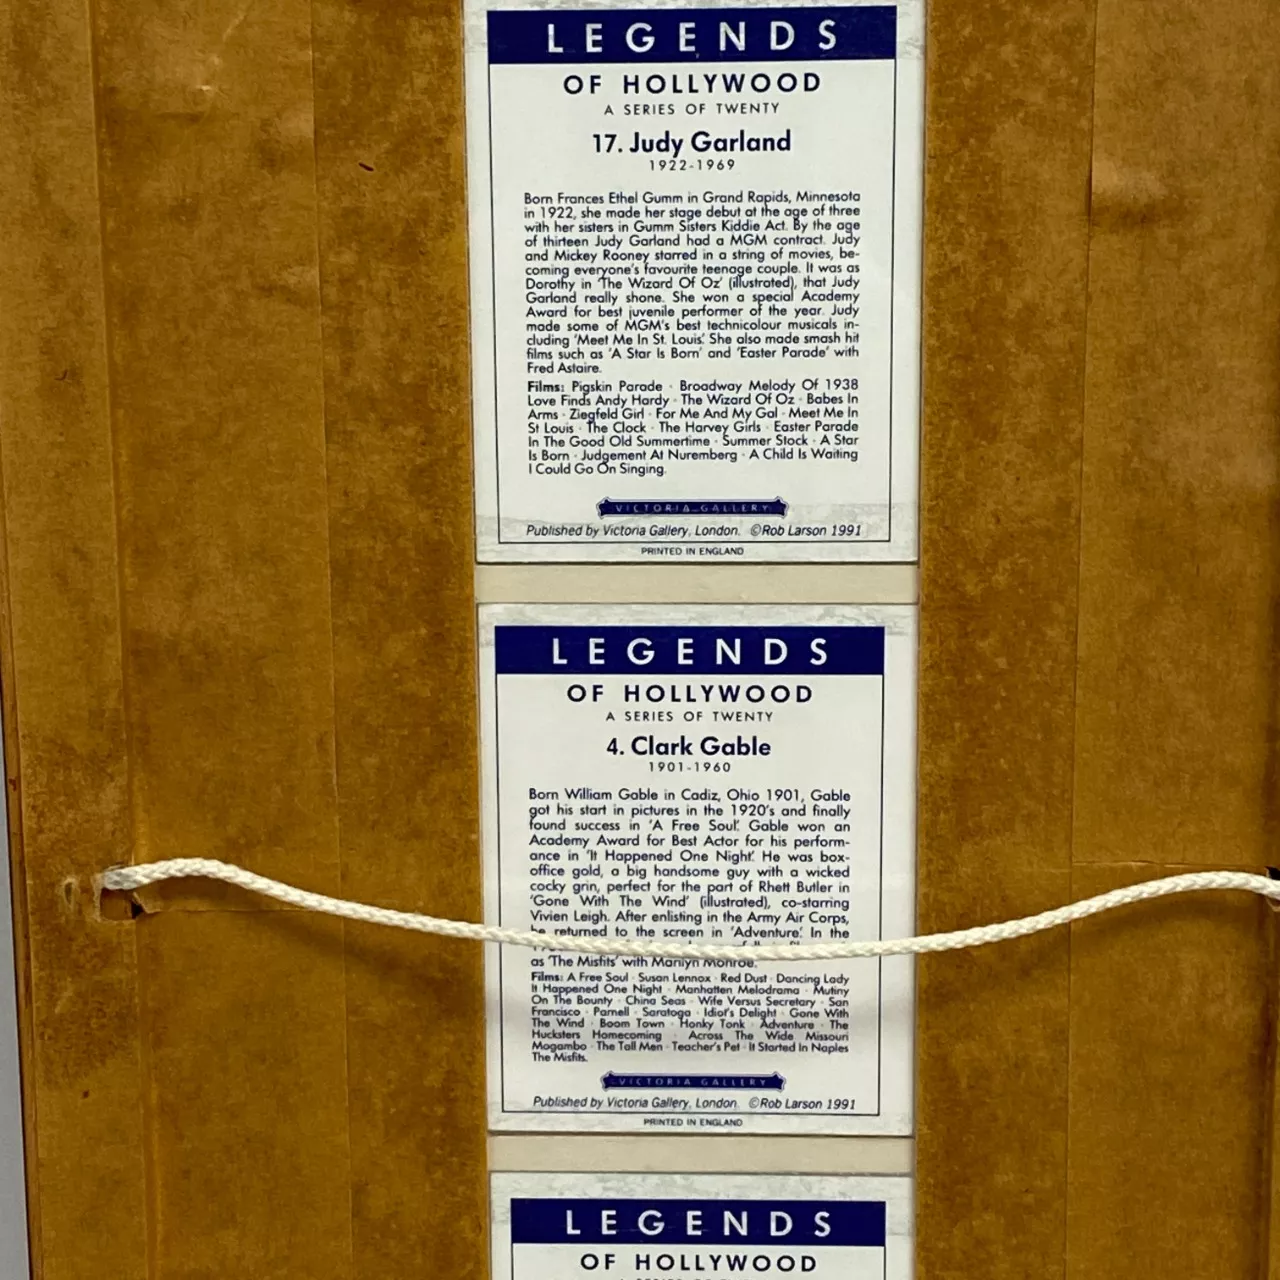 LEGENDS
OF HOLLYWOOD
A SERIES OF TWENTY
17. Judy Garland
1922-1969
Born Frances Ethel Gumm in Grand Rapids, Minnesota
in 1922, she made her stage debut at the age of three
with her sisters in Gumm Sisters Kiddie Act. By the age
of thirteen Judy Garland had a MGM contract. Judy
and Mickey Rooney starred in a string of movies, be-
coming everyone's favourite teenage couple. It was as
Dorothy in 'The Wizard Of Oz' (illustrated), that Judy
Garland really shone. She won a special Academy
Award for best juvenile performer of the year. Judy
made some of MGM's best technicolour musicals in-
cluding 'Meet Me In St. Louis'. She also made smash hit
films such as 'A Star Is Born' and 'Easter Parade' with
Fred Astaire.
Films: Pigskin Parade · Broadway Melody Of 1938
Love Finds Andy Hardy · The Wizard Of Oz · Babes In
Arms · Ziegfeld Girl · For Me And My Gal · Meet Me In
St Louis · The Clock · The Harvey Girls · Easter Parade
In The Good Old Summertime · Summer Stock · A Star
Is Born · Judgement At Nuremberg · A Child Is Waiting
I Could Go On Singing.
VICTORIA GALLERY
Published by Victoria Gallery, London. ©Rob Larson 1991
PRINTED IN ENGLAND
LEGENDS
OF HOLLYWOOD
A SERIES OF TWENTY
4. Clark Gable
1901-1960
Born William Gable in Cadiz, Ohio 1901, Gable
got his start in pictures in the 1920's and finally
found success in 'A Free Soul'. Gable won an
Academy Award for Best Actor for his perform-
ance in 'It Happened One Night'. He was box-
office gold, a big handsome guy with a wicked
cocky grin, perfect for the part of Rhett Butler in
'Gone With The Wind' (illustrated), co-starring
Vivien Leigh. After enlisting in the Army Air Corps,
he returned to the screen in 'Adventure'. In the
as 'The Misfits' with Marilyn Monroe.
Films: A Free Soul · Susan Lennox · Red Dust · Dancing Lady
It Happened One Night · Manhatten Melodrama · Mutiny
On The Bounty · China Seas · Wife Versus Secretary · San
Francisco · Parnell · Saratoga · Idiot's Delight · Gone With
The Wind · Boom Town · Honky Tonk · Adventure · The
Hucksters Homecoming · Across The Wide Missouri
Mogambo · The Tall Men · Teacher's Pet · It Started In Naples
The Misfits.
VICTORIA GALLERY
Published by Victoria Gallery, London. ©Rob Larson 1991
PRINTED IN ENGLAND
LEGENDS
OF HOLLYWOOD